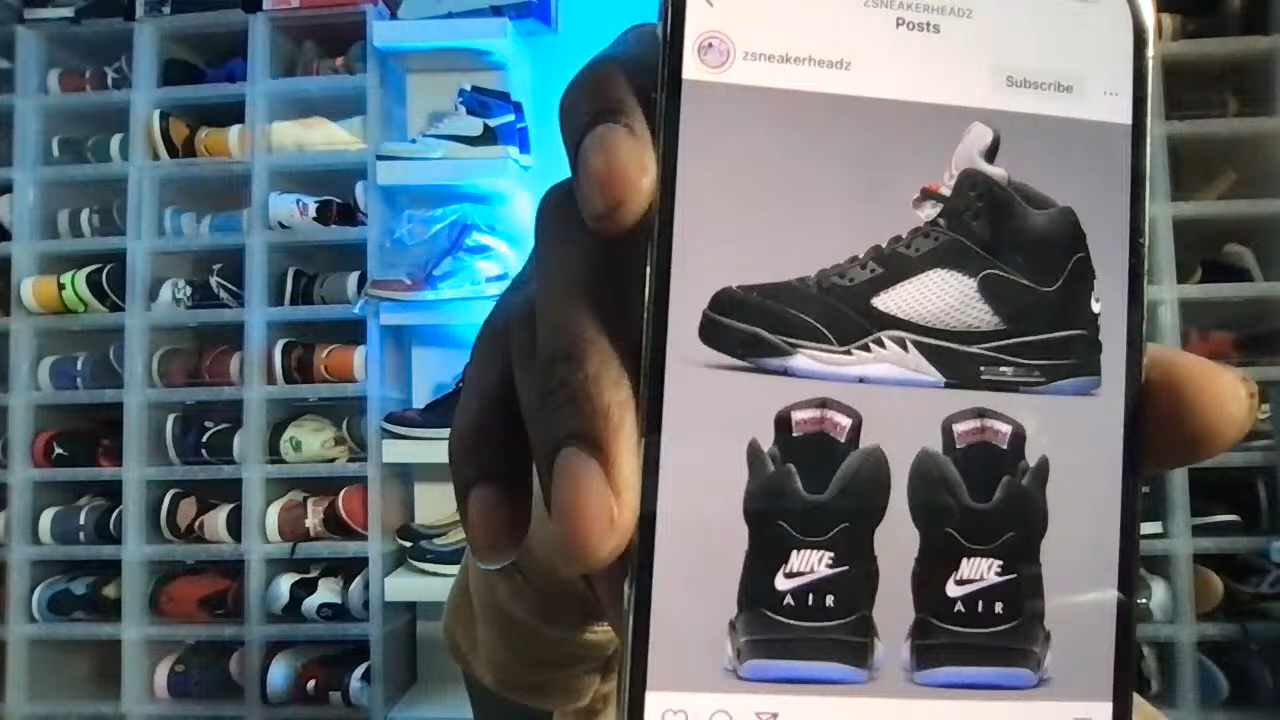 ZSNEAKERHEADZ
Posts
zsneakerheadz
Subscribe
NIKE
AIR
NIKE
AIR